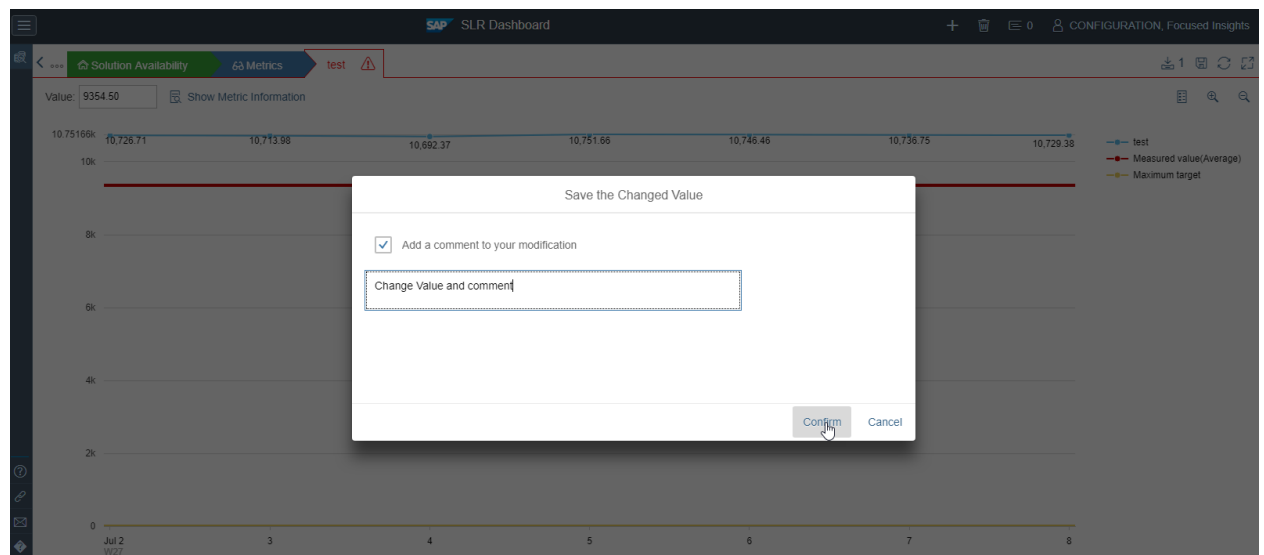 SAP SLR Dashboard
0 CONFIGURATION, Focused Insights
Solution Availability Metrics test 1
Value: 9354.50 Show Metric Information
10.75166k
10,726.71 10,713.98 10,692.37 10,751.66 10,746.46 10,736.75 10,729.38
test
Measured value(Average)
Maximum target
10k
Save the Changed Value
8k
Add a comment to your modification
Change Value and comment
6k
4k
Confirm Cancel
2k
0
Jul 2 3 4 5 6 7 8
W27